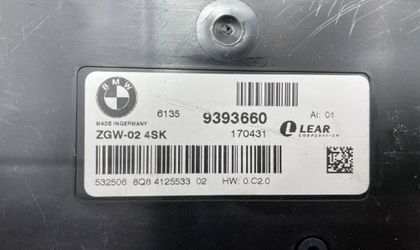 BMW
MADE IN GERMANY
6135 9393660 AI: 01
ZGW-02 4SK 170431 LEAR
CORPORATION
532506 8Q8 4125533 02 HW: 0.C2.0